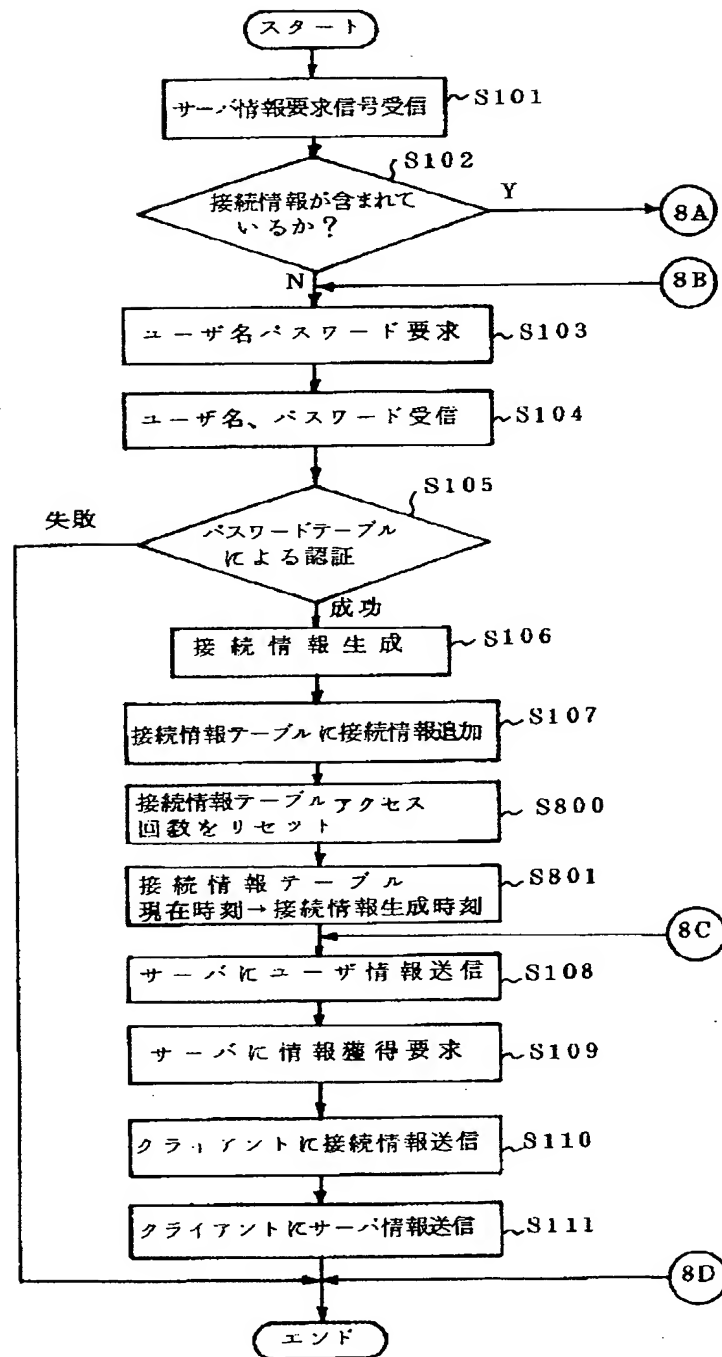 スタート
サーバ情報要求信号受信
S101
S102
接続情報が含まれて
いるか?
Y
8A
N
8B
ユーザ名パスワード要求
S103
ユーザ名、パスワード受信
S104
S105
失敗
パスワードテーブル
による認証
成功
接続情報生成
S106
接続情報テーブルに接続情報追加
S107
接続情報テーブルアクセス
回数をリセット
S800
接続情報テーブル
現在時刻→接続情報生成時刻
S801
8C
サーバにユーザ情報送信
S108
サーバに情報獲得要求
S109
クライアントに接続情報送信
S110
クライアントにサーバ情報送信
S111
8D
エンド